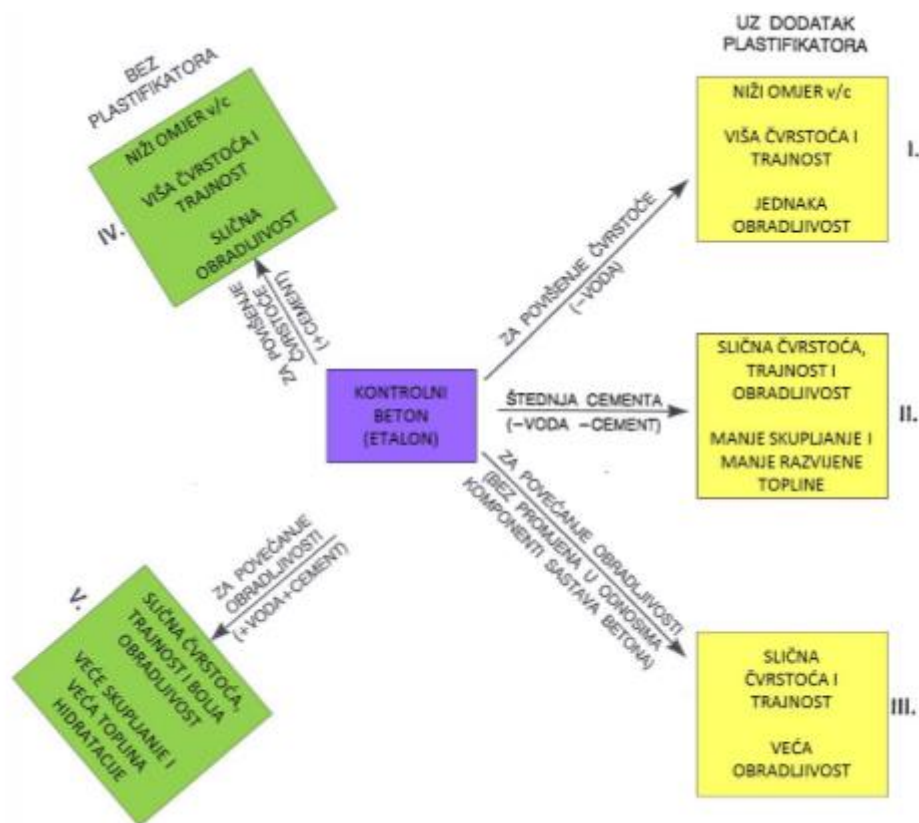 BEZ
PLASTIFIKATORA
NIŽI OMJER v/c
VIŠA ČVRSTOĆA I
TRAJNOST
SLIČNA
OBRADLJIVOST
IV.
ZA POVIŠENJE
ČVRSTOĆE
(+CEMENT)
UZ DODATAK
PLASTIFIKATORA
NIŽI OMJER v/c
VIŠA ČVRSTOĆA I
TRAJNOST
JEDNAKA
OBRADLJIVOST
I.
ZA POVIŠENJE ČVRSTOĆE
(−VODA)
KONTROLNI
BETON
(ETALON)
ŠTEDNJA CEMENTA
(−VODA −CEMENT)
SLIČNA ČVRSTOĆA,
TRAJNOST I
OBRADLJIVOST
MANJE SKUPLJANJE I
MANJE RAZVIJENE
TOPLINE
II.
ZA POVEĆANJE OBRADLJIVOSTI
(BEZ PROMJENA U ODNOSIMA
KOMPONENTI SASTAVA BETONA)
SLIČNA
ČVRSTOĆA I
TRAJNOST
VEĆA
OBRADLJIVOST
III.
ZA POVEĆANJE
OBRADLJIVOSTI
(+VODA+CEMENT)
V.
SLIČNA ČVRSTOĆA,
TRAJNOST I BOLJA
OBRADLJIVOST
VEĆE SKUPLJANJE I
VEĆA TOPLINA
HIDRATACIJE